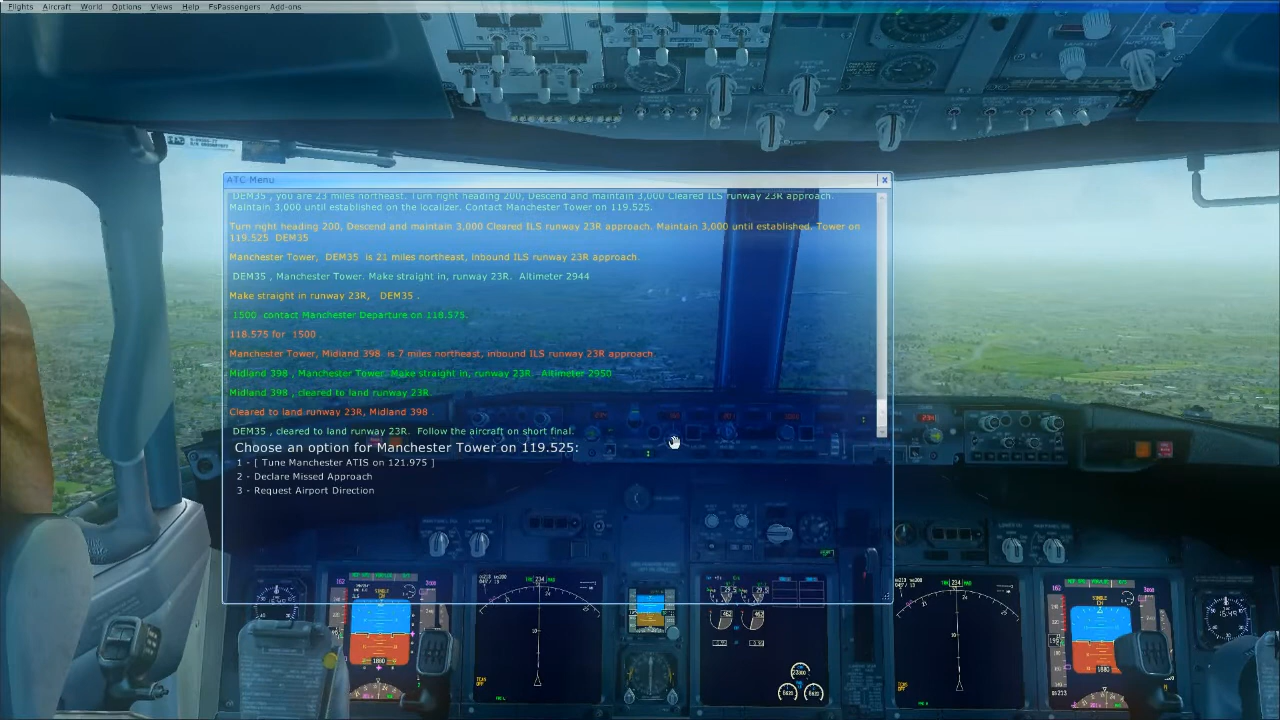 Flights Aircraft World Options Views Help FsPassengers Add-ons
ATC Menu x
DEM35 , you are 23 miles northeast. Turn right heading 200, Descend and maintain 3,000 Cleared ILS runway 23R approach.
Maintain 3,000 until established on the localizer. Contact Manchester Tower on 119.525.
Turn right heading 200, Descend and maintain 3,000 Cleared ILS runway 23R approach. Maintain 3,000 until established. Tower on
119.525 DEM35
Manchester Tower, DEM35 is 21 miles northeast, inbound ILS runway 23R approach.
DEM35 , Manchester Tower. Make straight in, runway 23R. Altimeter 2944
Make straight in runway 23R, DEM35 .
1500 contact Manchester Departure on 118.575.
118.575 for 1500 .
Manchester Tower, Midland 398 is 7 miles northeast, inbound ILS runway 23R approach.
Midland 398 , Manchester Tower. Make straight in, runway 23R. Altimeter 2950
Midland 398 , cleared to land runway 23R.
Cleared to land runway 23R, Midland 398 .
DEM35 , cleared to land runway 23R. Follow the aircraft on short final.
Choose an option for Manchester Tower on 119.525:
1 - [ Tune Manchester ATIS on 121.975 ]
2 - Declare Missed Approach
3 - Request Airport Direction
162
3000
234
SINGLE
CH
1880